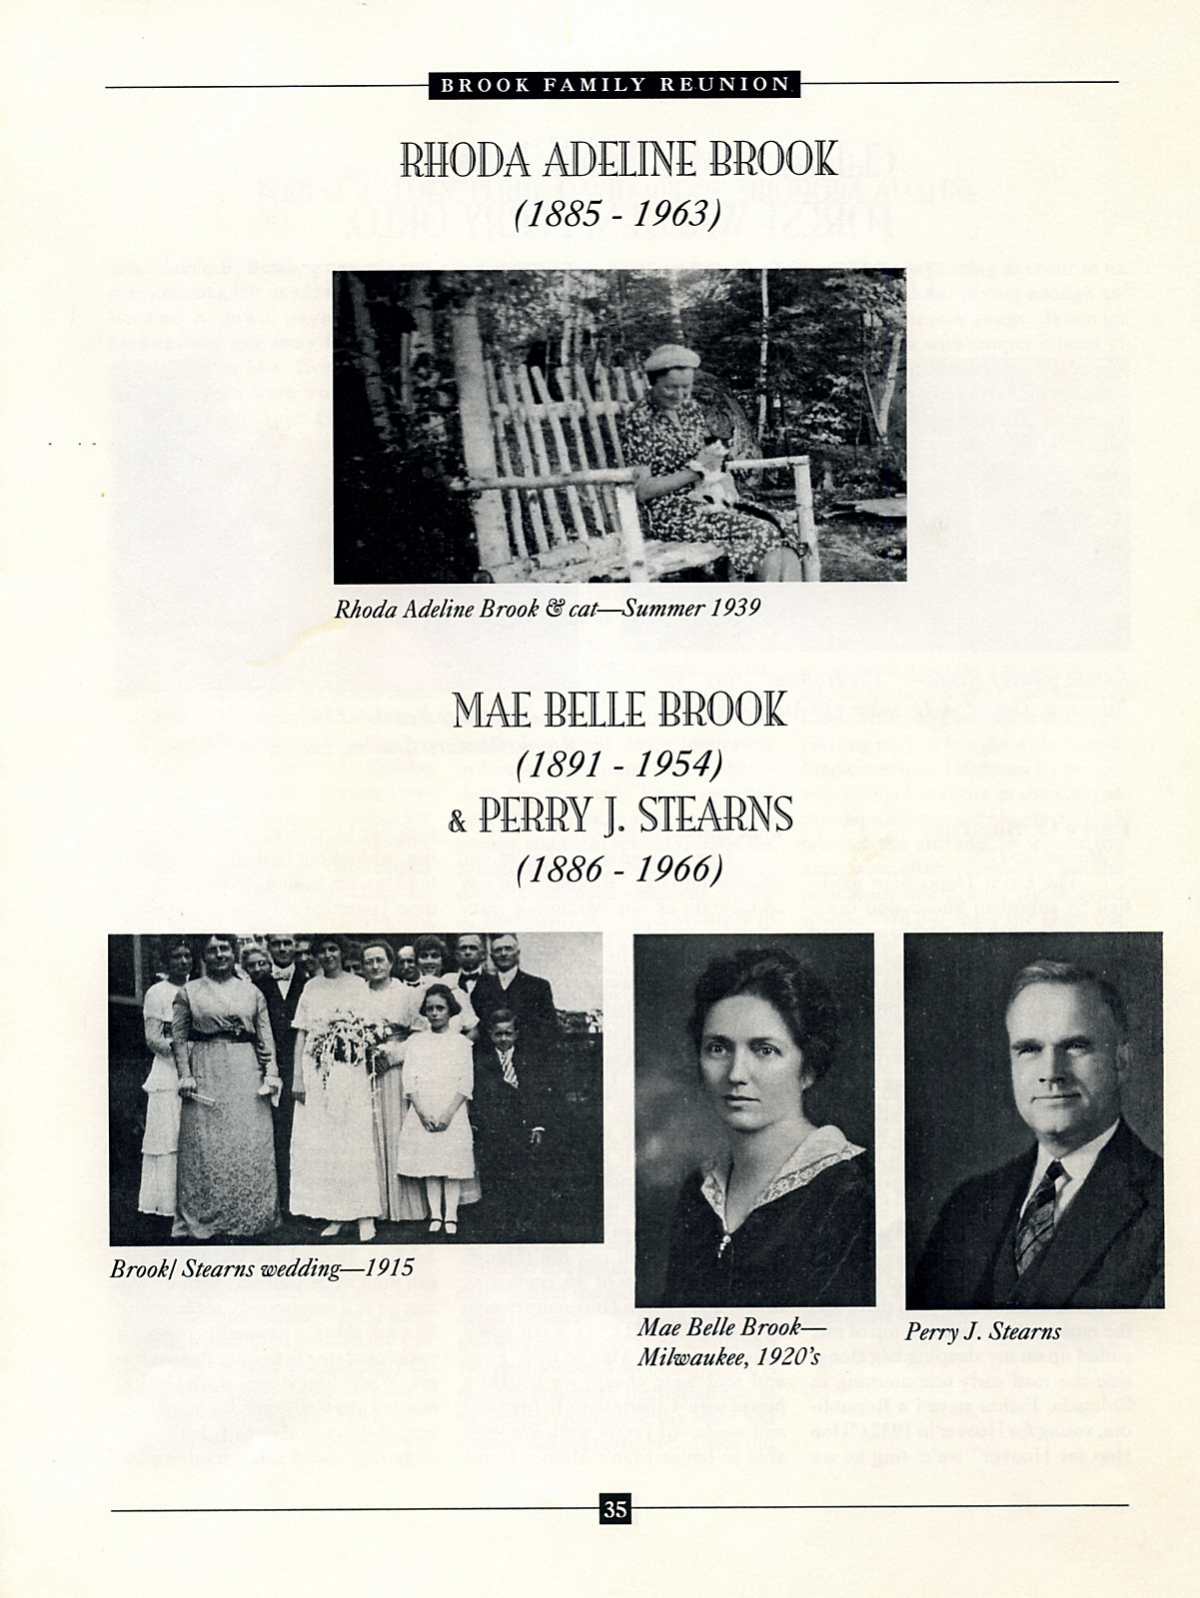 BROOK FAMILY REUNION
RHODA ADELINE BROOK
(1885 - 1963)
Rhoda Adeline Brook & cat—Summer 1939
MAE BELLE BROOK
(1891 - 1954)
& PERRY J. STEARNS
(1886 - 1966)
Brook/ Stearns wedding—1915
Mae Belle Brook—
Milwaukee, 1920's
Perry J. Stearns
35